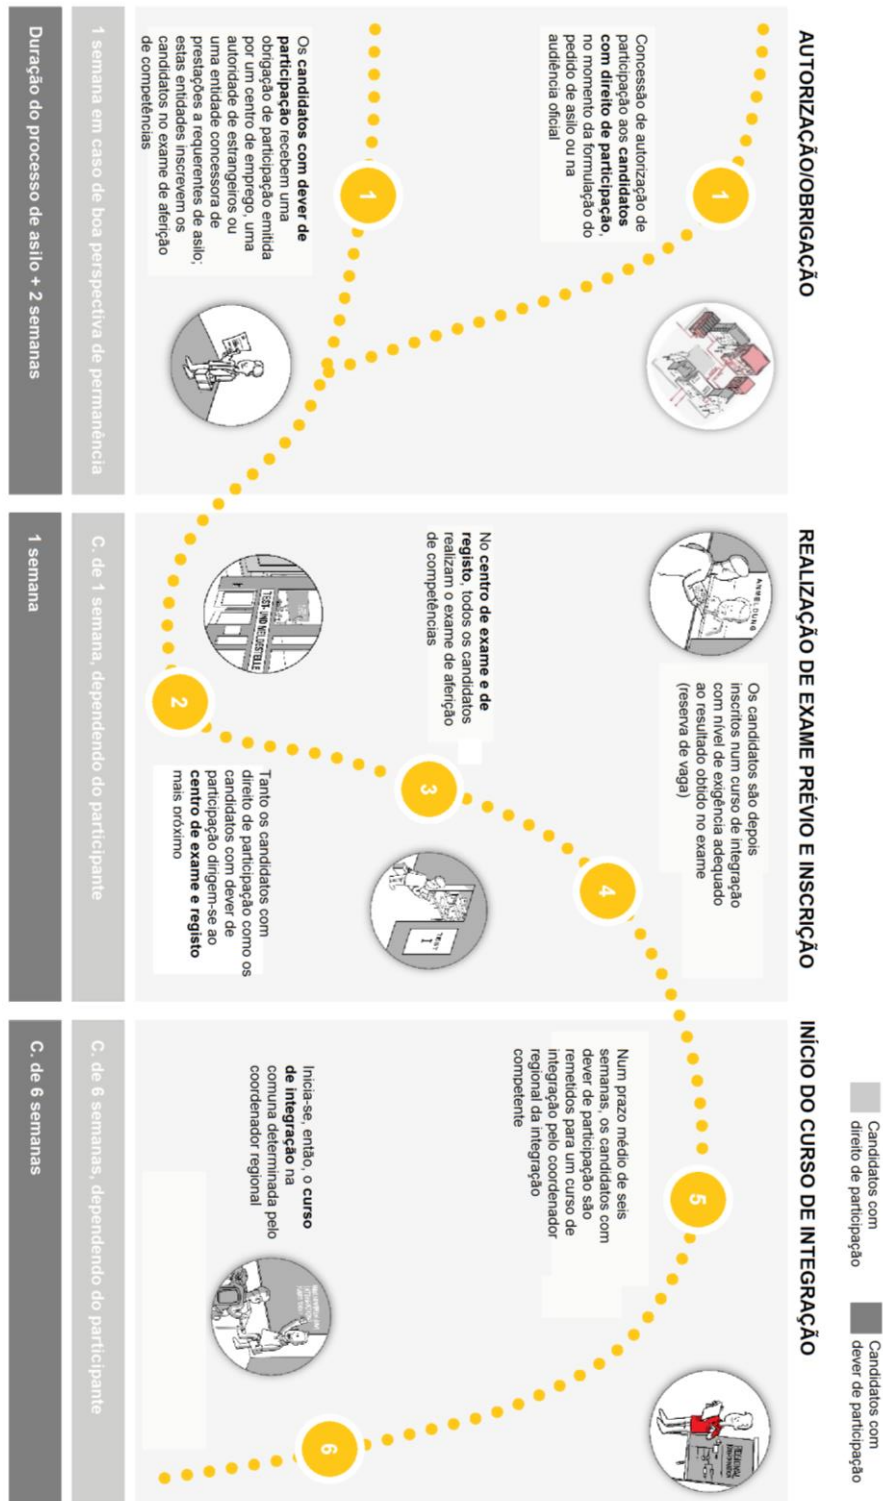 Candidatos com
direito de participação
Candidatos com
dever de participação
AUTORIZAÇÃO/OBRIGAÇÃO
Concessão de autorização de
participação aos candidatos
com direito de participação,
no momento da formulação do
pedido de asilo ou na
audiência oficial
1
Os candidatos com dever de
participação recebem uma
obrigação de participação emitida
por um centro de emprego, uma
autoridade de estrangeiros ou
uma entidade concessora de
prestações a requerentes de asilo;
estas entidades inscrevem os
candidatos no exame de aferição
de competências
1
1 semana em caso de boa perspectiva de permanência
Duração do processo de asilo + 2 semanas
REALIZAÇÃO DE EXAME PRÉVIO E INSCRIÇÃO
ANMELDUNG
Os candidatos são depois
inscritos num curso de integração
com nível de exigência adequado
ao resultado obtido no exame
(reserva de vaga)
4
No centro de exame e de
registo, todos os candidatos
realizam o exame de aferição
de competências
3
TEST
1
TEST- UND MELDESTELLE
2
Tanto os candidatos com
direito de participação como os
candidatos com dever de
participação dirigem-se ao
centro de exame e registo
mais próximo
C. de 1 semana, dependendo do participante
1 semana
INÍCIO DO CURSO DE INTEGRAÇÃO
Num prazo médio de seis
semanas, os candidatos com
dever de participação são
remetidos para um curso de
integração pelo coordenador
regional da integração
competente
5
Inicia-se, então, o curso
de integração na
comuna determinada pelo
coordenador regional
6
C. de 6 semanas, dependendo do participante
C. de 6 semanas